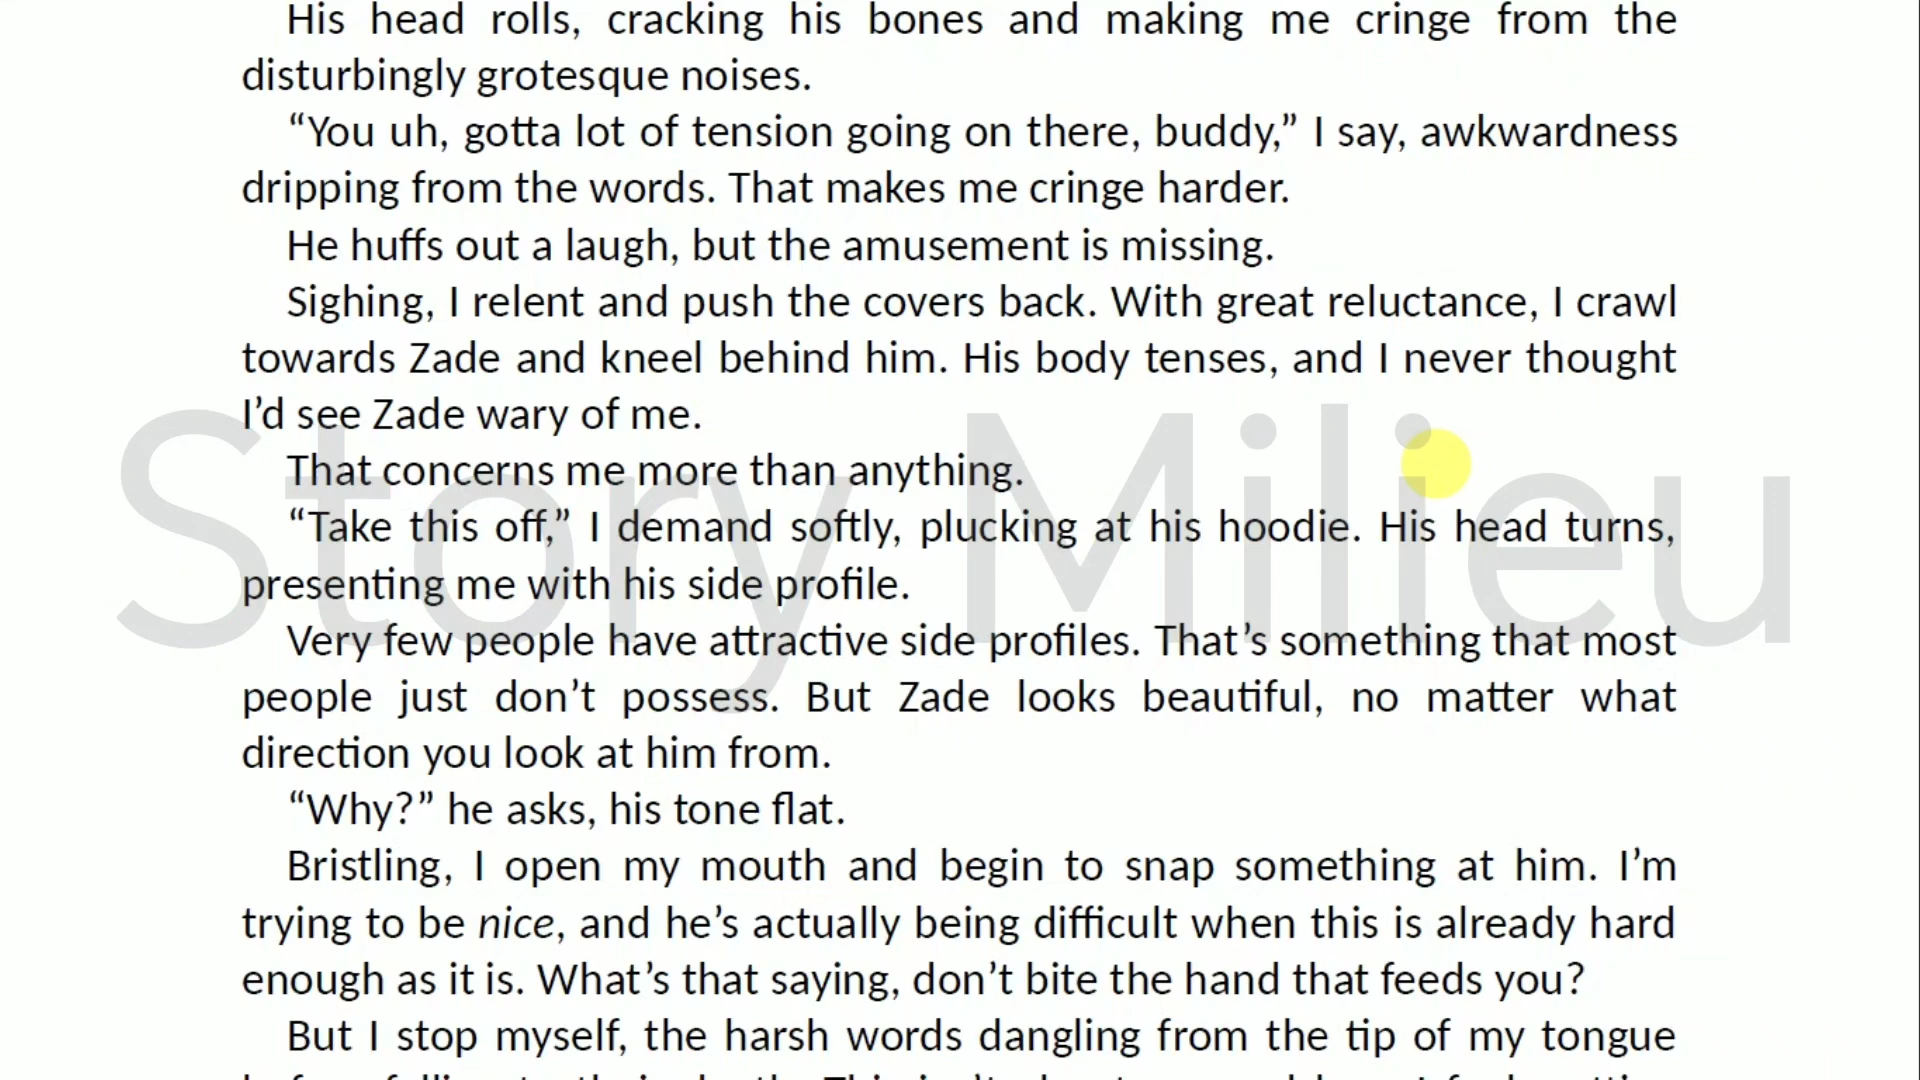 His head rolls, cracking his bones and making me cringe from the
disturbingly grotesque noises.
“You uh, gotta lot of tension going on there, buddy,” I say, awkwardness
dripping from the words. That makes me cringe harder.
He huffs out a laugh, but the amusement is missing.
Sighing, I relent and push the covers back. With great reluctance, I crawl
towards Zade and kneel behind him. His body tenses, and I never thought
I’d see Zade wary of me.
That concerns me more than anything.
“Take this off,” I demand softly, plucking at his hoodie. His head turns,
presenting me with his side profile.
Very few people have attractive side profiles. That’s something that most
people just don’t possess. But Zade looks beautiful, no matter what
direction you look at him from.
“Why?” he asks, his tone flat.
Bristling, I open my mouth and begin to snap something at him. I’m
trying to be nice, and he’s actually being difficult when this is already hard
enough as it is. What’s that saying, don’t bite the hand that feeds you?
But I stop myself, the harsh words dangling from the tip of my tongue
Story Milieu